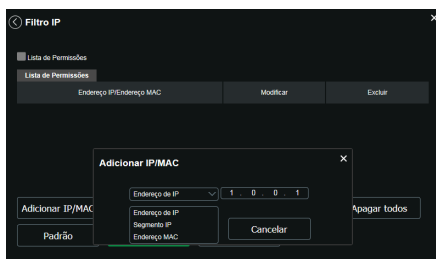 Filtro IP
Lista de Permissões
Lista de Permissões
Endereço IP/Endereço MAC Modificar Excluir
Adicionar IP/MAC
Endereço de IP 1 . 0 . 0 . 1
Endereço de IP
Segmento IP
Endereço MAC
Cancelar
Adicionar IP/MAC Apagar todos
Padrão